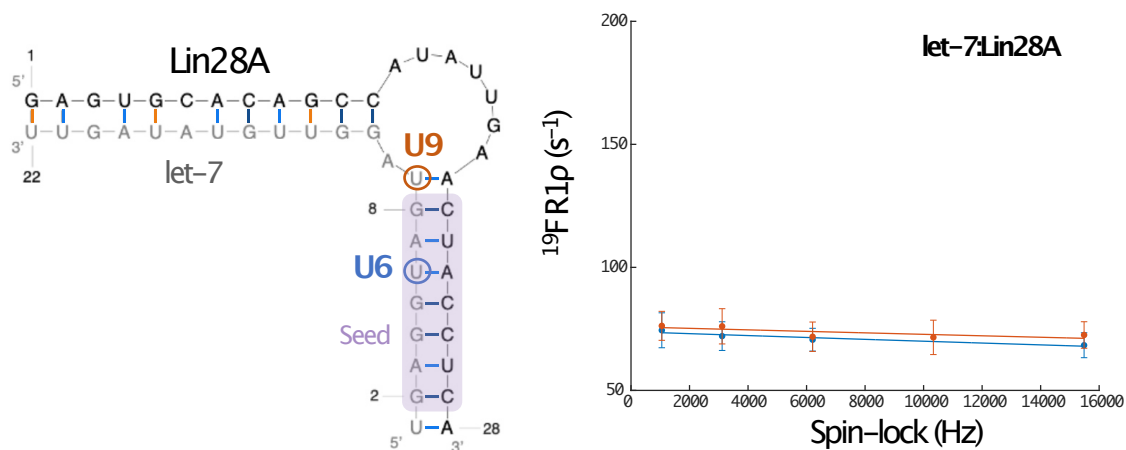 1
Lin28A
5'
G A G U G C A C A G C C A U A U U G A
U U G A U A U G U U G G A
3'
22
let-7
U9
U A
8 G C
A U
U6 U A
G C
Seed G C
A U
2 G C
U A 28
5' 3'
let-7:Lin28A
19F R1ρ (s−1)
200
150
100
50
0 2000 4000 6000 8000 10000 12000 14000 16000
Spin-lock (Hz)